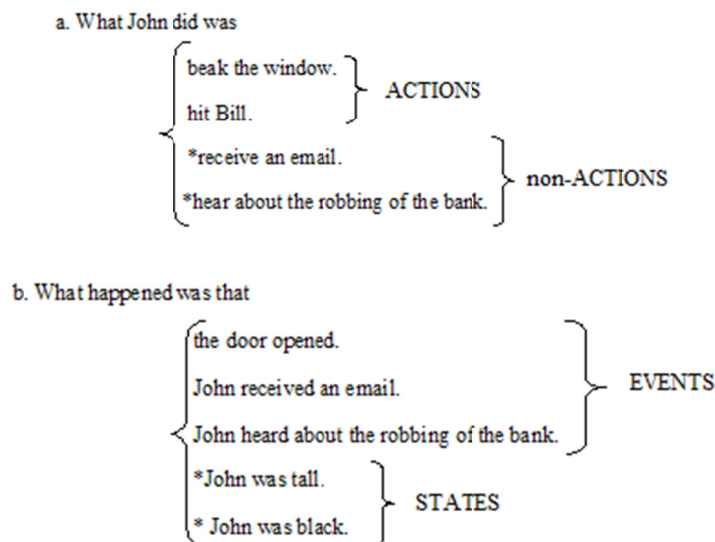 a. What John did was
beak the window.
ACTIONS
hit Bill.
*receive an email.
non-ACTIONS
*hear about the robbing of the bank.
b. What happened was that
the door opened.
John received an email.
EVENTS
John heard about the robbing of the bank.
*John was tall.
STATES
* John was black.